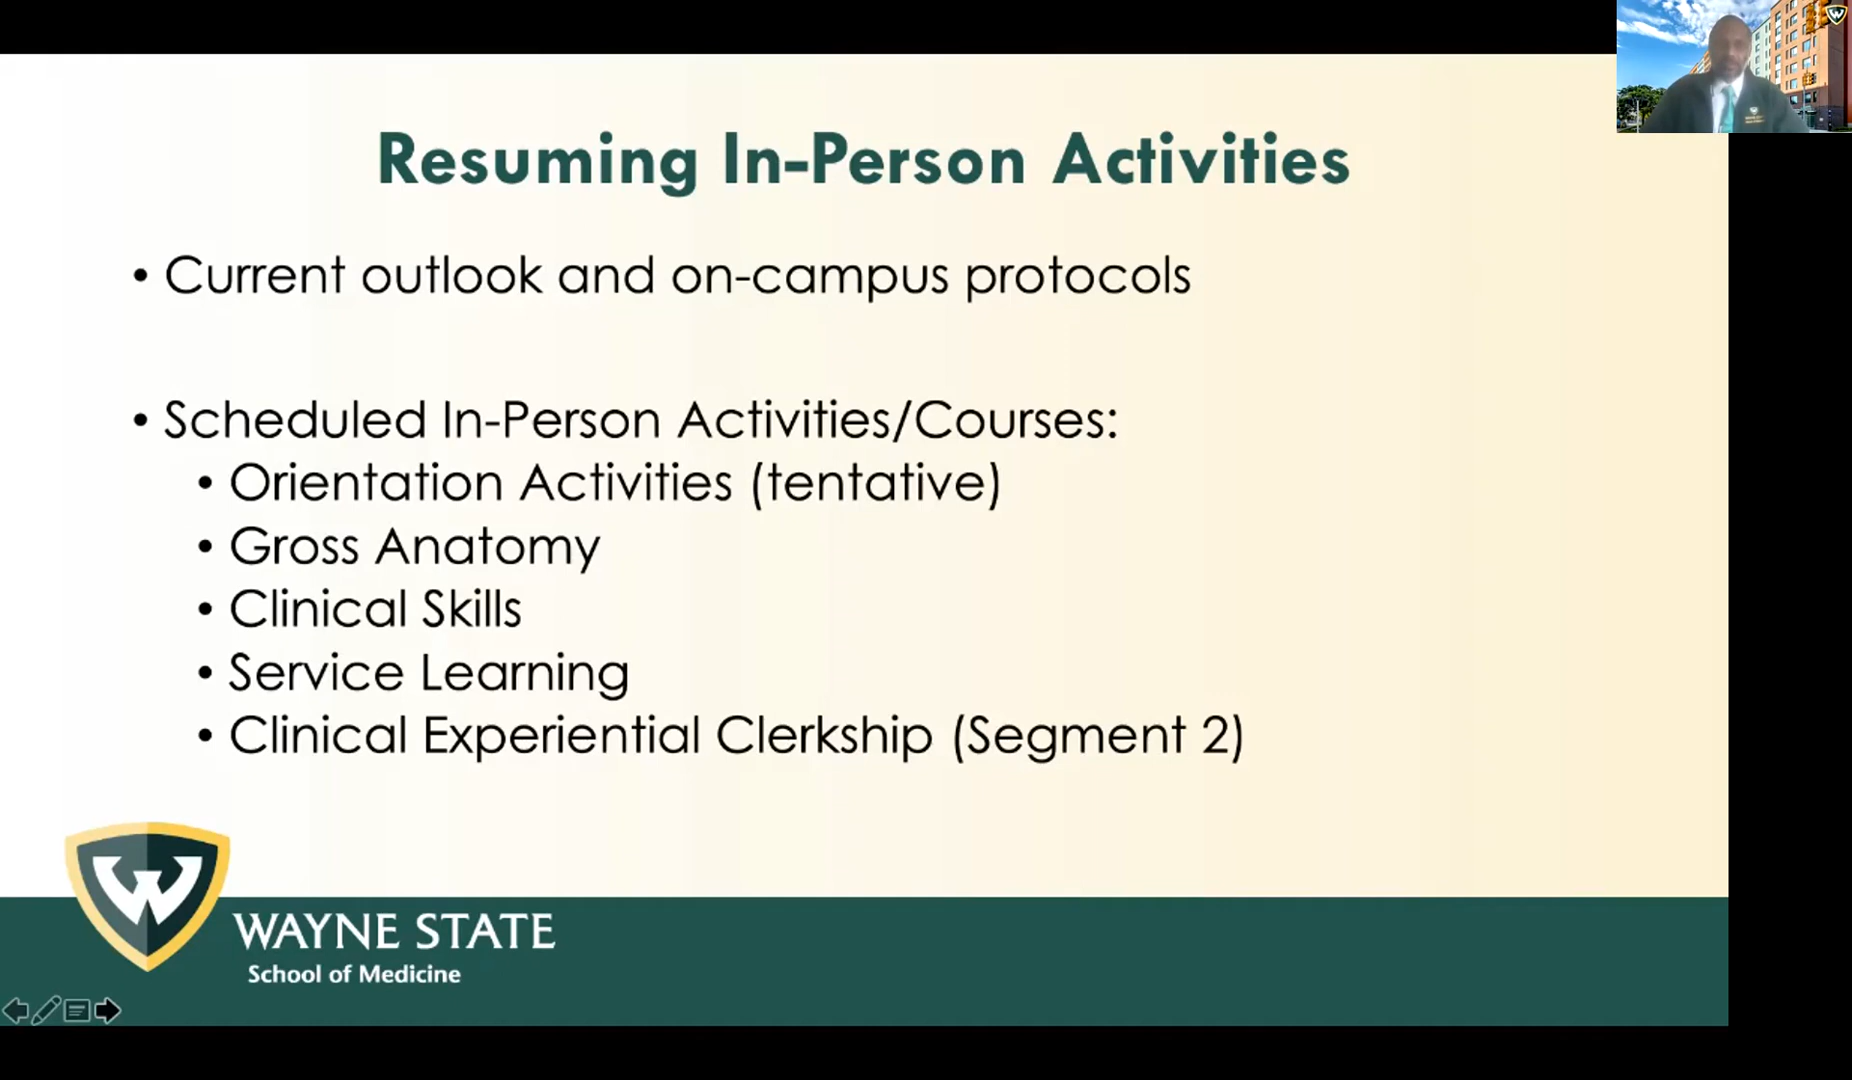 Resuming In-Person Activities
• Current outlook and on-campus protocols
• Scheduled In-Person Activities/Courses:
• Orientation Activities (tentative)
• Gross Anatomy
• Clinical Skills
• Service Learning
• Clinical Experiential Clerkship (Segment 2)
W
WAYNE STATE
School of Medicine